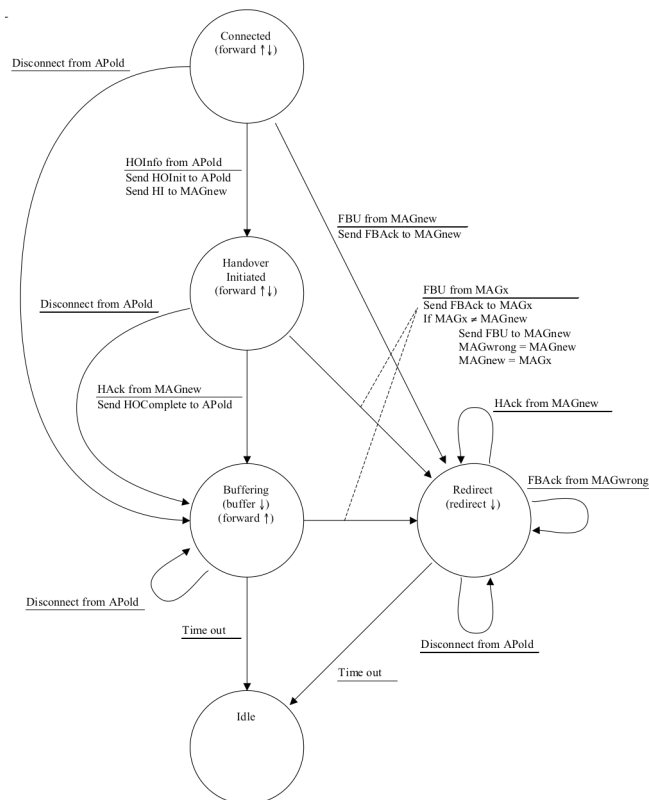 Connected
(forward ↑↓)
Disconnect from APold
HOInfo from APold
Send HOInit to APold
Send HI to MAGnew
FBU from MAGnew
Send FBAck to MAGnew
Handover
Initiated
(forward ↑↓)
FBU from MAGx
Send FBAck to MAGx
If MAGx ≠ MAGnew
Send FBU to MAGnew
MAGwrong = MAGnew
MAGnew = MAGx
Disconnect from APold
HAck from MAGnew
Send HOComplete to APold
HAck from MAGnew
Buffering
(buffer ↓)
(forward ↑)
Redirect
(redirect ↓)
FBAck from MAGwrong
Disconnect from APold
Time out
Disconnect from APold
Time out
Idle